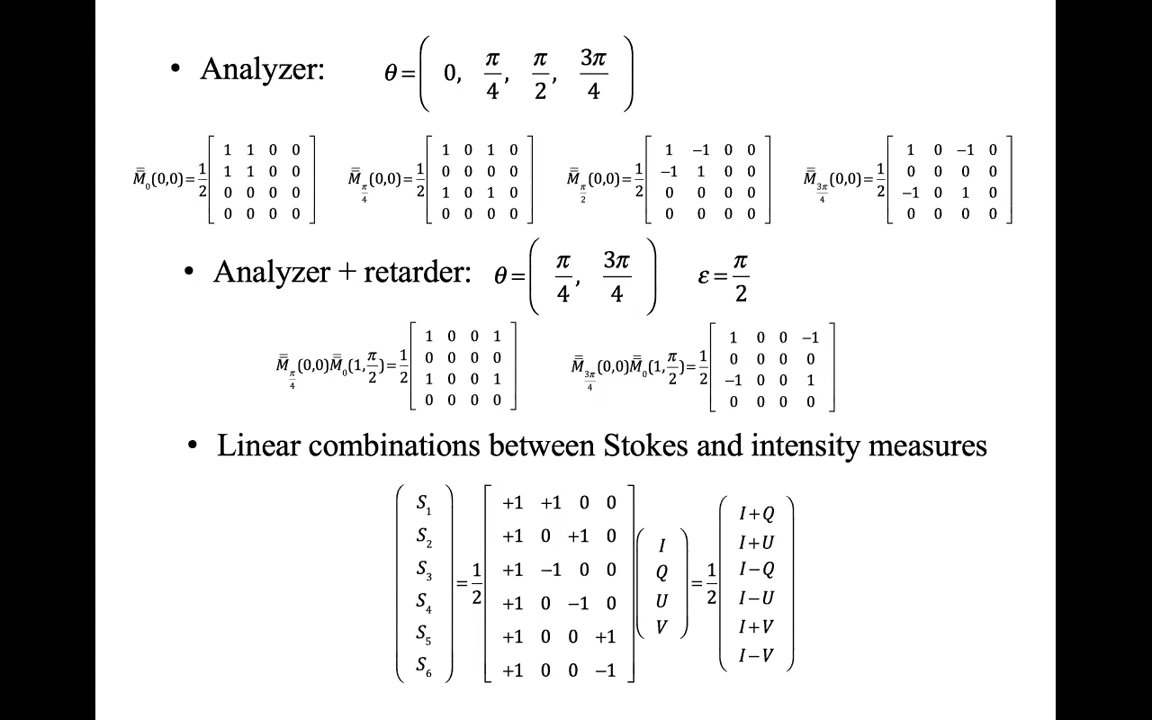 • Analyzer: θ = ( 0, π/4, π/2, 3π/4 )
M̿₀(0,0) = 1/2 [ 1 1 0 0 ; 1 1 0 0 ; 0 0 0 0 ; 0 0 0 0 ] M̿_{π/4}(0,0) = 1/2 [ 1 0 1 0 ; 0 0 0 0 ; 1 0 1 0 ; 0 0 0 0 ] M̿_{π/2}(0,0) = 1/2 [ 1 −1 0 0 ; −1 1 0 0 ; 0 0 0 0 ; 0 0 0 0 ] M̿_{3π/4}(0,0) = 1/2 [ 1 0 −1 0 ; 0 0 0 0 ; −1 0 1 0 ; 0 0 0 0 ]
• Analyzer + retarder: θ = ( π/4, 3π/4 ) ε = π/2
M̿_{π/4}(0,0)M̿₀(1,π/2) = 1/2 [ 1 0 0 1 ; 0 0 0 0 ; 1 0 0 1 ; 0 0 0 0 ] M̿_{3π/4}(0,0)M̿₀(1,π/2) = 1/2 [ 1 0 0 −1 ; 0 0 0 0 ; −1 0 0 1 ; 0 0 0 0 ]
• Linear combinations between Stokes and intensity measures
( S₁ ; S₂ ; S₃ ; S₄ ; S₅ ; S₆ ) = 1/2 [ +1 +1 0 0 ; +1 0 +1 0 ; +1 −1 0 0 ; +1 0 −1 0 ; +1 0 0 +1 ; +1 0 0 −1 ] ( I ; Q ; U ; V ) = 1/2 ( I+Q ; I+U ; I−Q ; I−U ; I+V ; I−V )